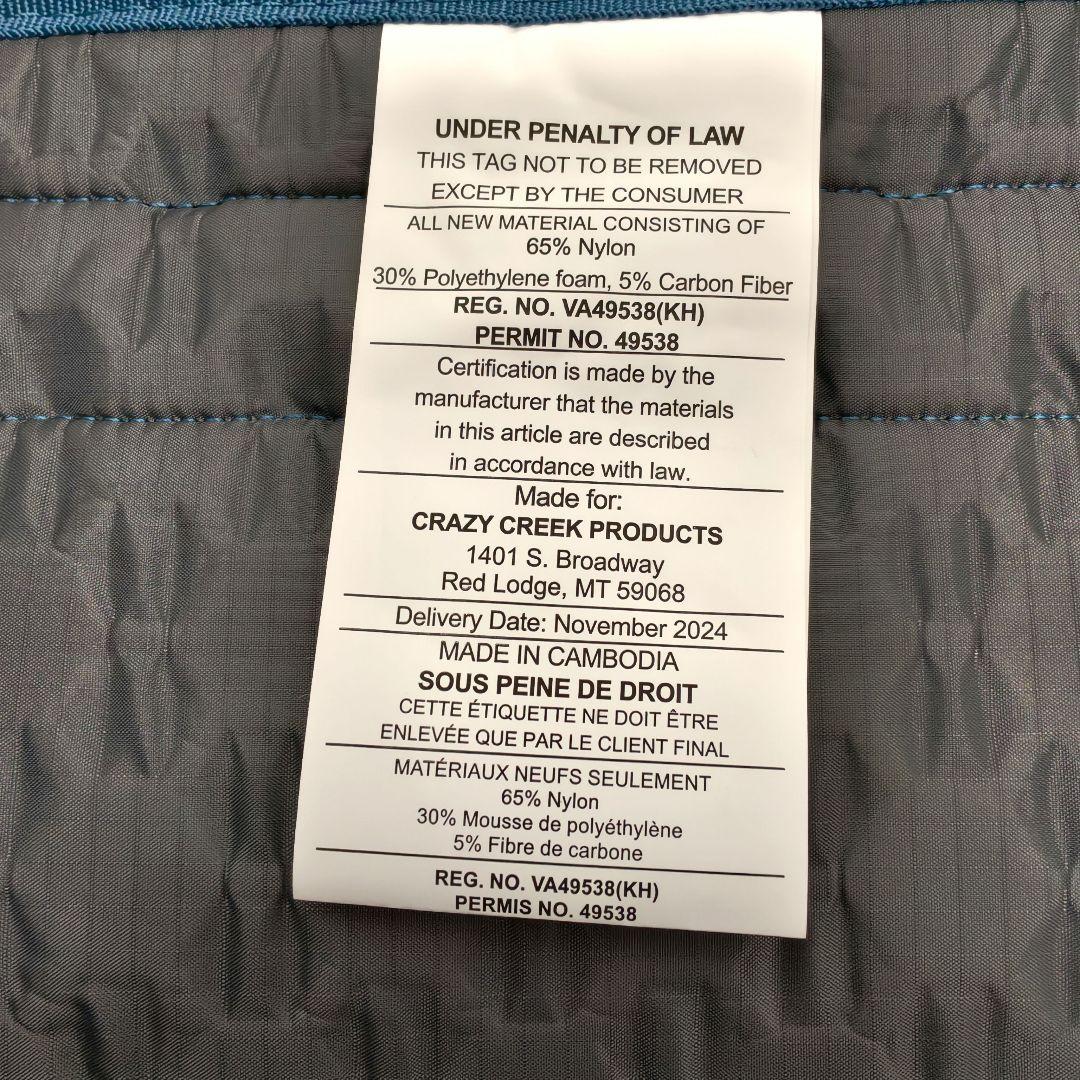 UNDER PENALTY OF LAW
THIS TAG NOT TO BE REMOVED
EXCEPT BY THE CONSUMER
ALL NEW MATERIAL CONSISTING OF
65% Nylon
30% Polyethylene foam, 5% Carbon Fiber
REG. NO. VA49538(KH)
PERMIT NO. 49538
Certification is made by the
manufacturer that the materials
in this article are described
in accordance with law.
Made for:
CRAZY CREEK PRODUCTS
1401 S. Broadway
Red Lodge, MT 59068
Delivery Date: November 2024
MADE IN CAMBODIA
SOUS PEINE DE DROIT
CETTE ÉTIQUETTE NE DOIT ÊTRE
ENLEVÉE QUE PAR LE CLIENT FINAL
MATÉRIAUX NEUFS SEULEMENT
65% Nylon
30% Mousse de polyéthylène
5% Fibre de carbone
REG. NO. VA49538(KH)
PERMIS NO. 49538